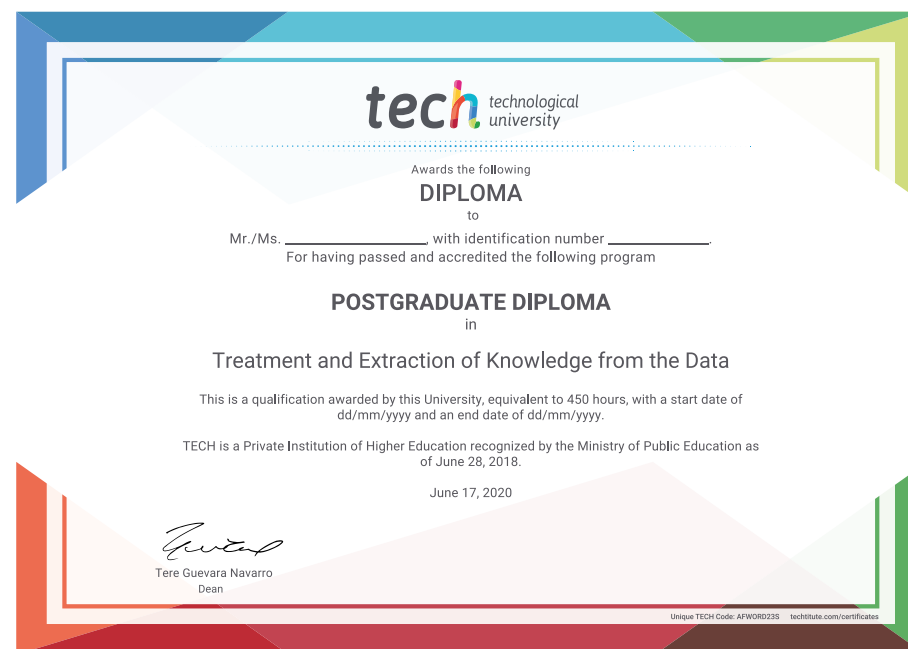 tech technological
university
Awards the following
DIPLOMA
to
Mr./Ms. ____________________, with identification number ______________.
For having passed and accredited the following program
POSTGRADUATE DIPLOMA
in
Treatment and Extraction of Knowledge from the Data
This is a qualification awarded by this University, equivalent to 450 hours, with a start date of
dd/mm/yyyy and an end date of dd/mm/yyyy.
TECH is a Private Institution of Higher Education recognized by the Ministry of Public Education as
of June 28, 2018.
June 17, 2020
Tere Guevara Navarro
Dean
Unique TECH Code: AFWORD23S techtitute.com/certificates